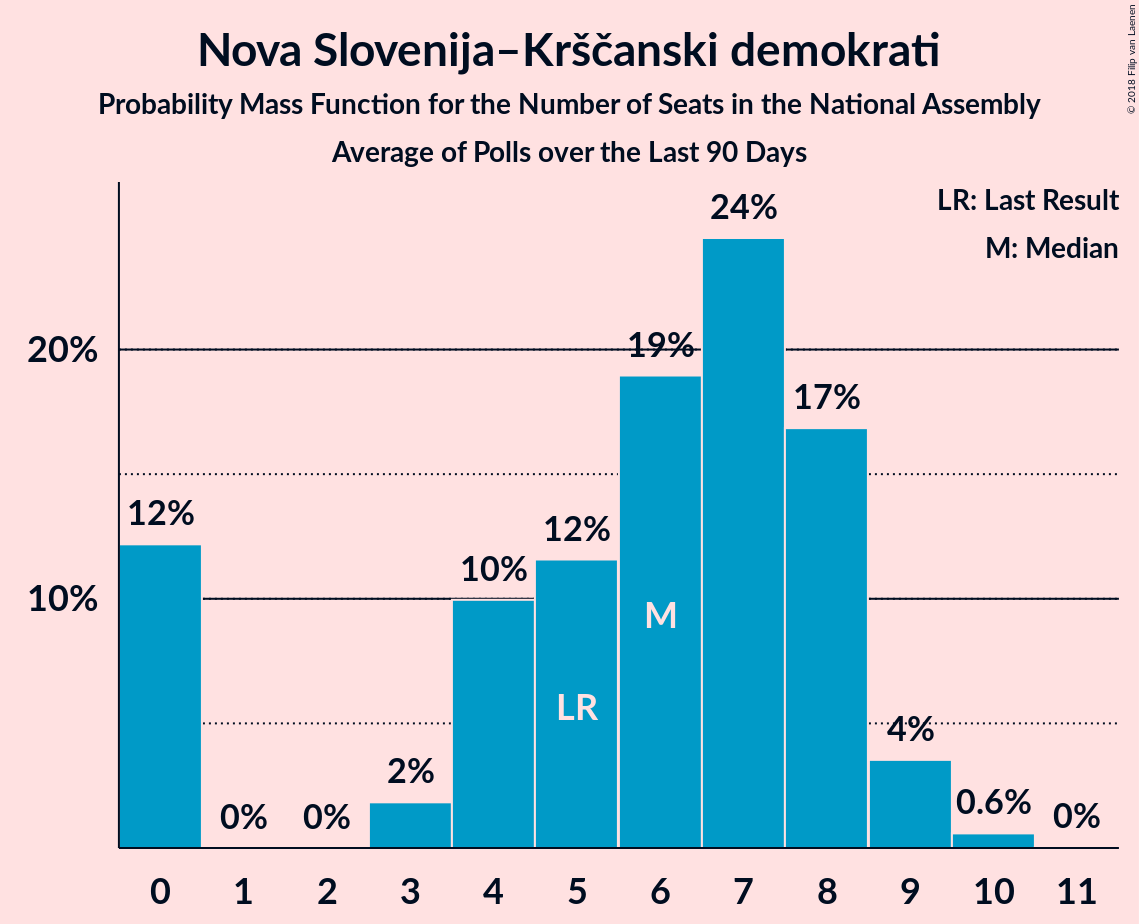 Nova Slovenija–Krščanski demokrati
Probability Mass Function for the Number of Seats in the National Assembly
Average of Polls over the Last 90 Days
© 2018 Filip van Laenen
LR: Last Result
M: Median
24%
20%
19%
17%
12%
12%
10%
10%
M
LR
4%
2%
0.6%
0%
0%
0%
0 1 2 3 4 5 6 7 8 9 10 11